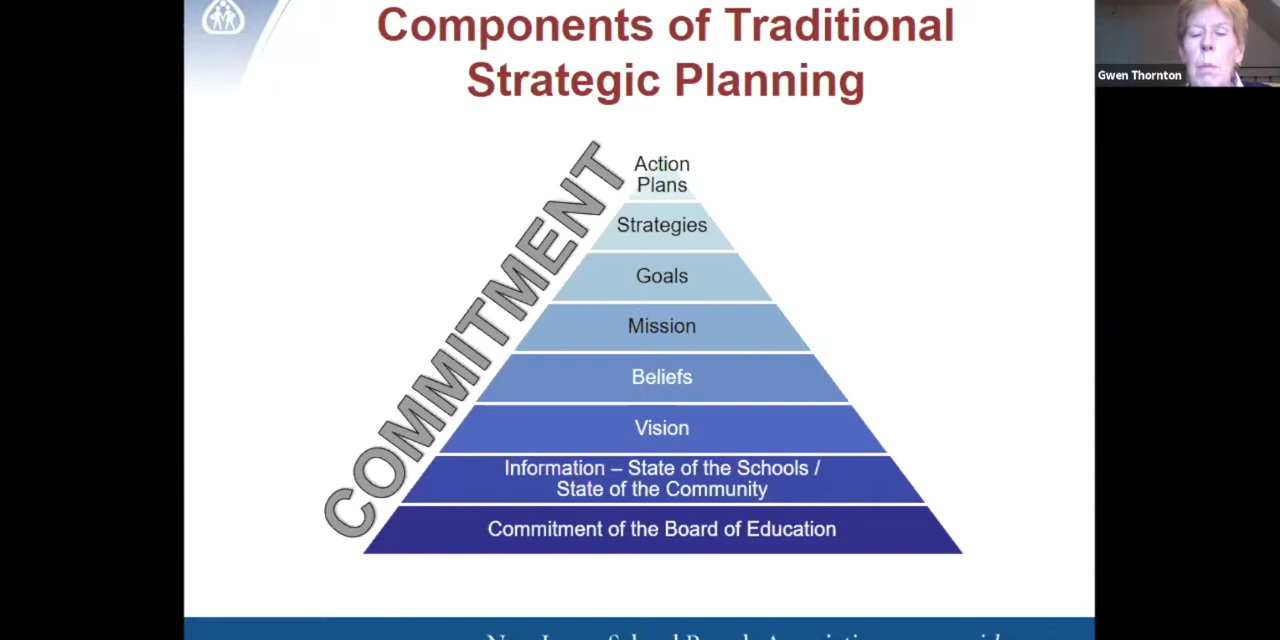 Components of Traditional
Strategic Planning
Gwen Thornton
COMMITMENT
Action
Plans
Strategies
Goals
Mission
Beliefs
Vision
Information – State of the Schools /
State of the Community
Commitment of the Board of Education